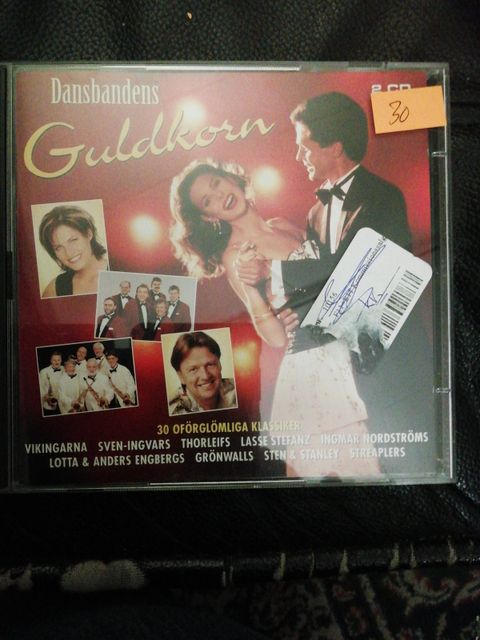 Dansbandens
2 CD
Guldkorn
30
30 OFÖRGLÖMLIGA KLASSIKER
VIKINGARNA SVEN-INGVARS THORLEIFS LASSE STEFANZ INGMAR NORDSTRÖMS
LOTTA & ANDERS ENGBERGS GRÖNWALLS STEN & STANLEY STREAPLERS